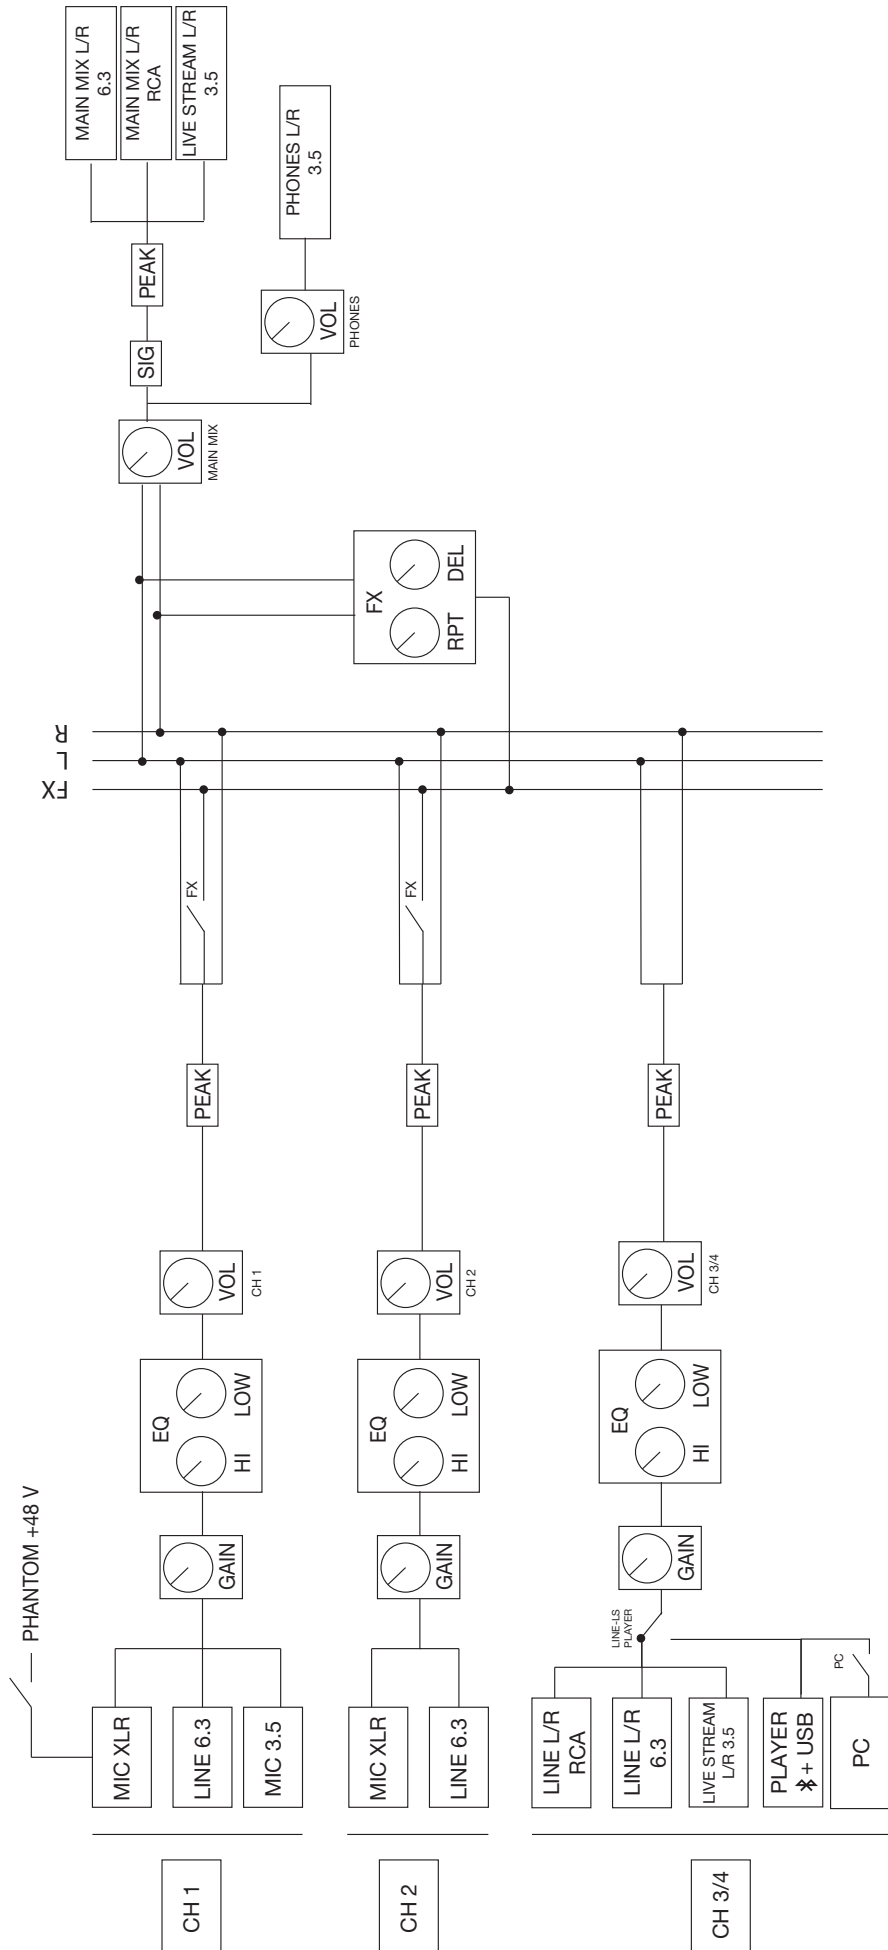 PHANTOM +48 V
CH 1
MIC XLR
LINE 6.3
MIC 3.5
GAIN
EQ
HI
LOW
VOL
CH 1
PEAK
FX
CH 2
MIC XLR
LINE 6.3
GAIN
EQ
HI
LOW
VOL
CH 2
PEAK
FX
CH 3/4
LINE L/R
RCA
LINE L/R
6.3
LIVE STREAM
L/R 3.5
PLAYER
+ USB
PC
PC
LINE-LS
PLAYER
GAIN
EQ
HI
LOW
VOL
CH 3/4
PEAK
FX
L
R
FX
RPT
DEL
VOL
MAIN MIX
SIG
PEAK
MAIN MIX L/R
6.3
MAIN MIX L/R
RCA
LIVE STREAM L/R
3.5
VOL
PHONES
PHONES L/R
3.5